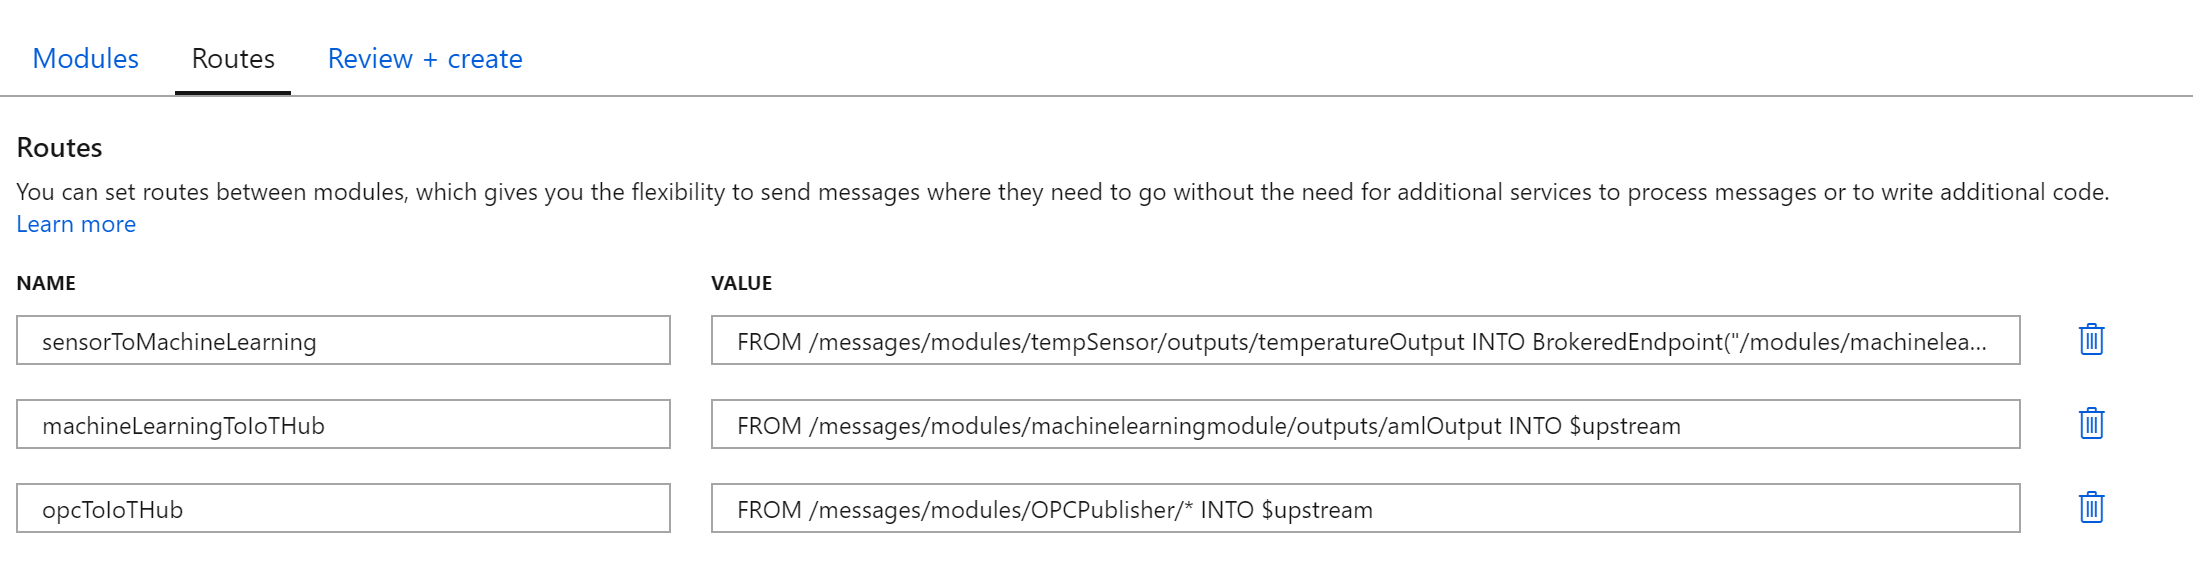 Modules Routes Review + create
Routes
You can set routes between modules, which gives you the flexibility to send messages where they need to go without the need for additional services to process messages or to write additional code.
Learn more
NAME VALUE
sensorToMachineLearning FROM /messages/modules/tempSensor/outputs/temperatureOutput INTO BrokeredEndpoint("/modules/machinelea...
machineLearningToIoTHub FROM /messages/modules/machinelearningmodule/outputs/amlOutput INTO $upstream
opcToIoTHub FROM /messages/modules/OPCPublisher/* INTO $upstream